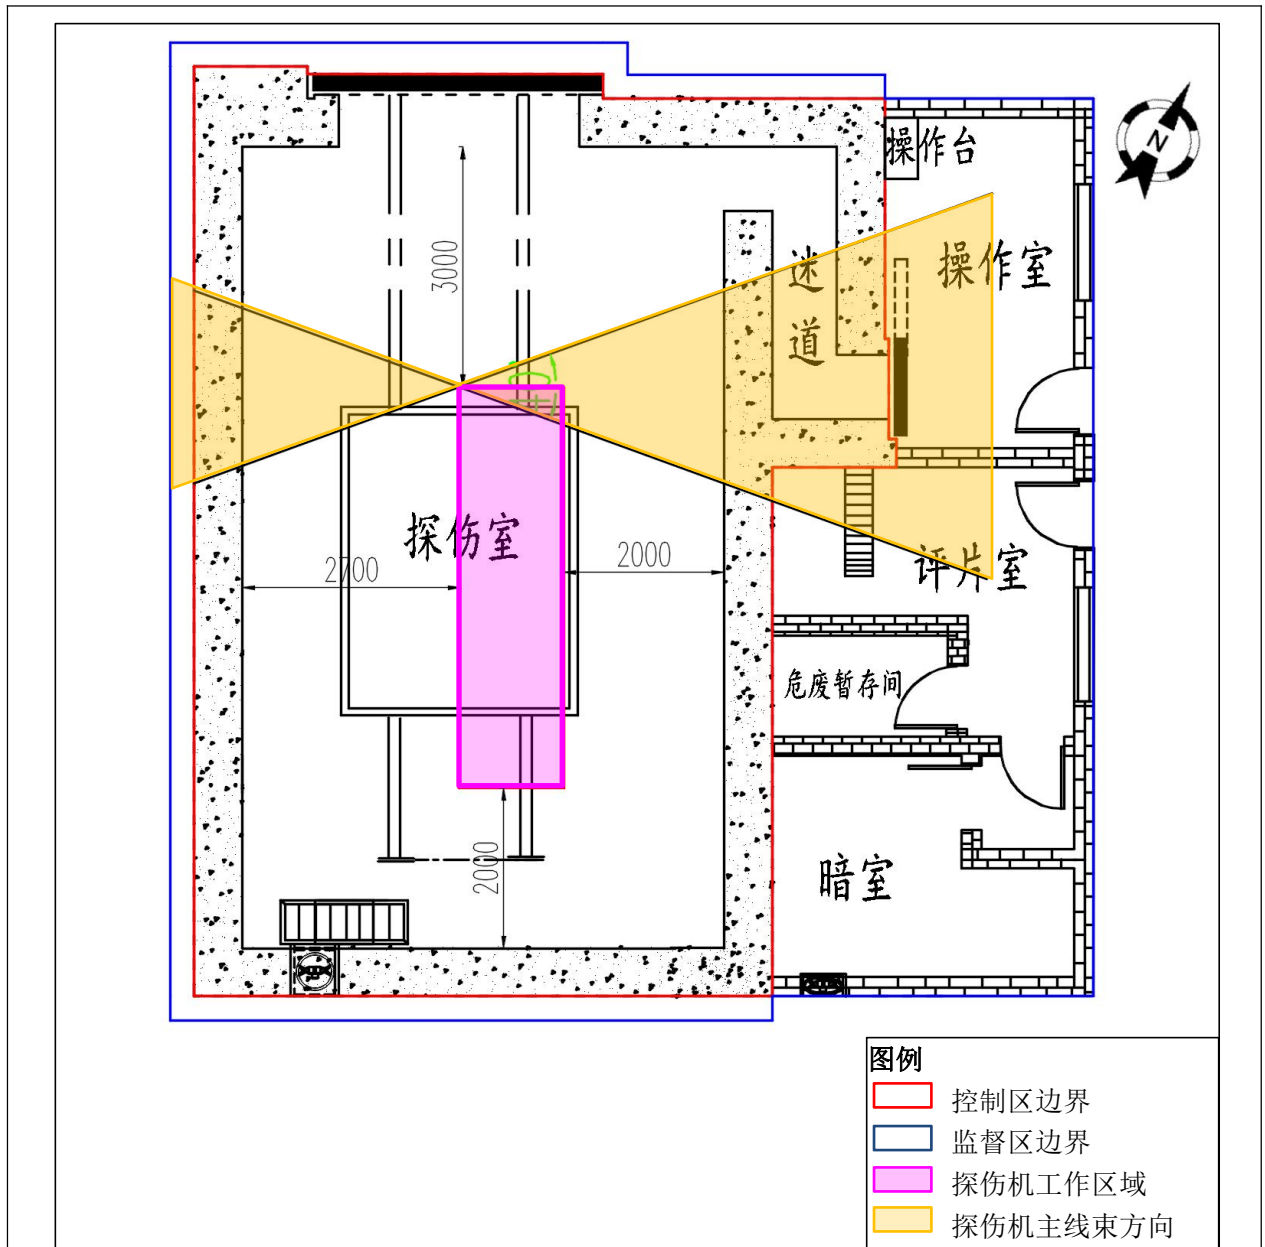 操作台
N
3000
迷
道
操作室
探伤室
2700
2000
评片室
危废暂存间
2000
暗室
图例
控制区边界
监督区边界
探伤机工作区域
探伤机主线束方向